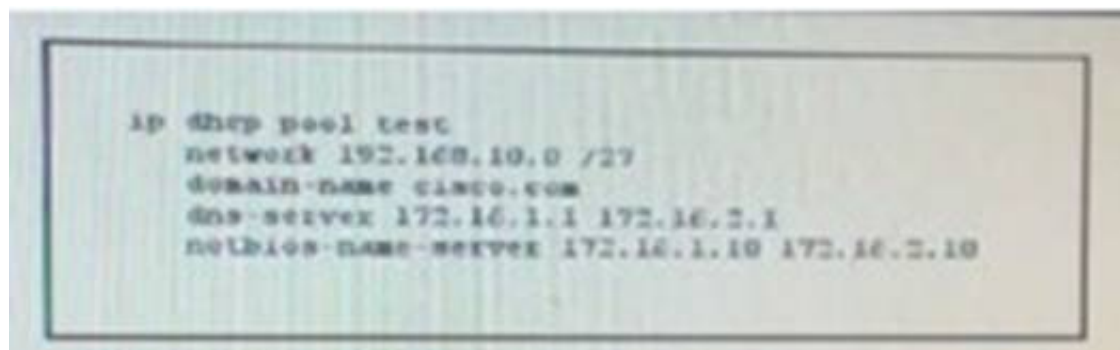 ip dhcp pool test
network 192.168.10.0 /27
domain-name cisco.com
dns-server 172.16.1.1 172.16.2.1
netbios-name-server 172.16.1.10 172.16.2.10